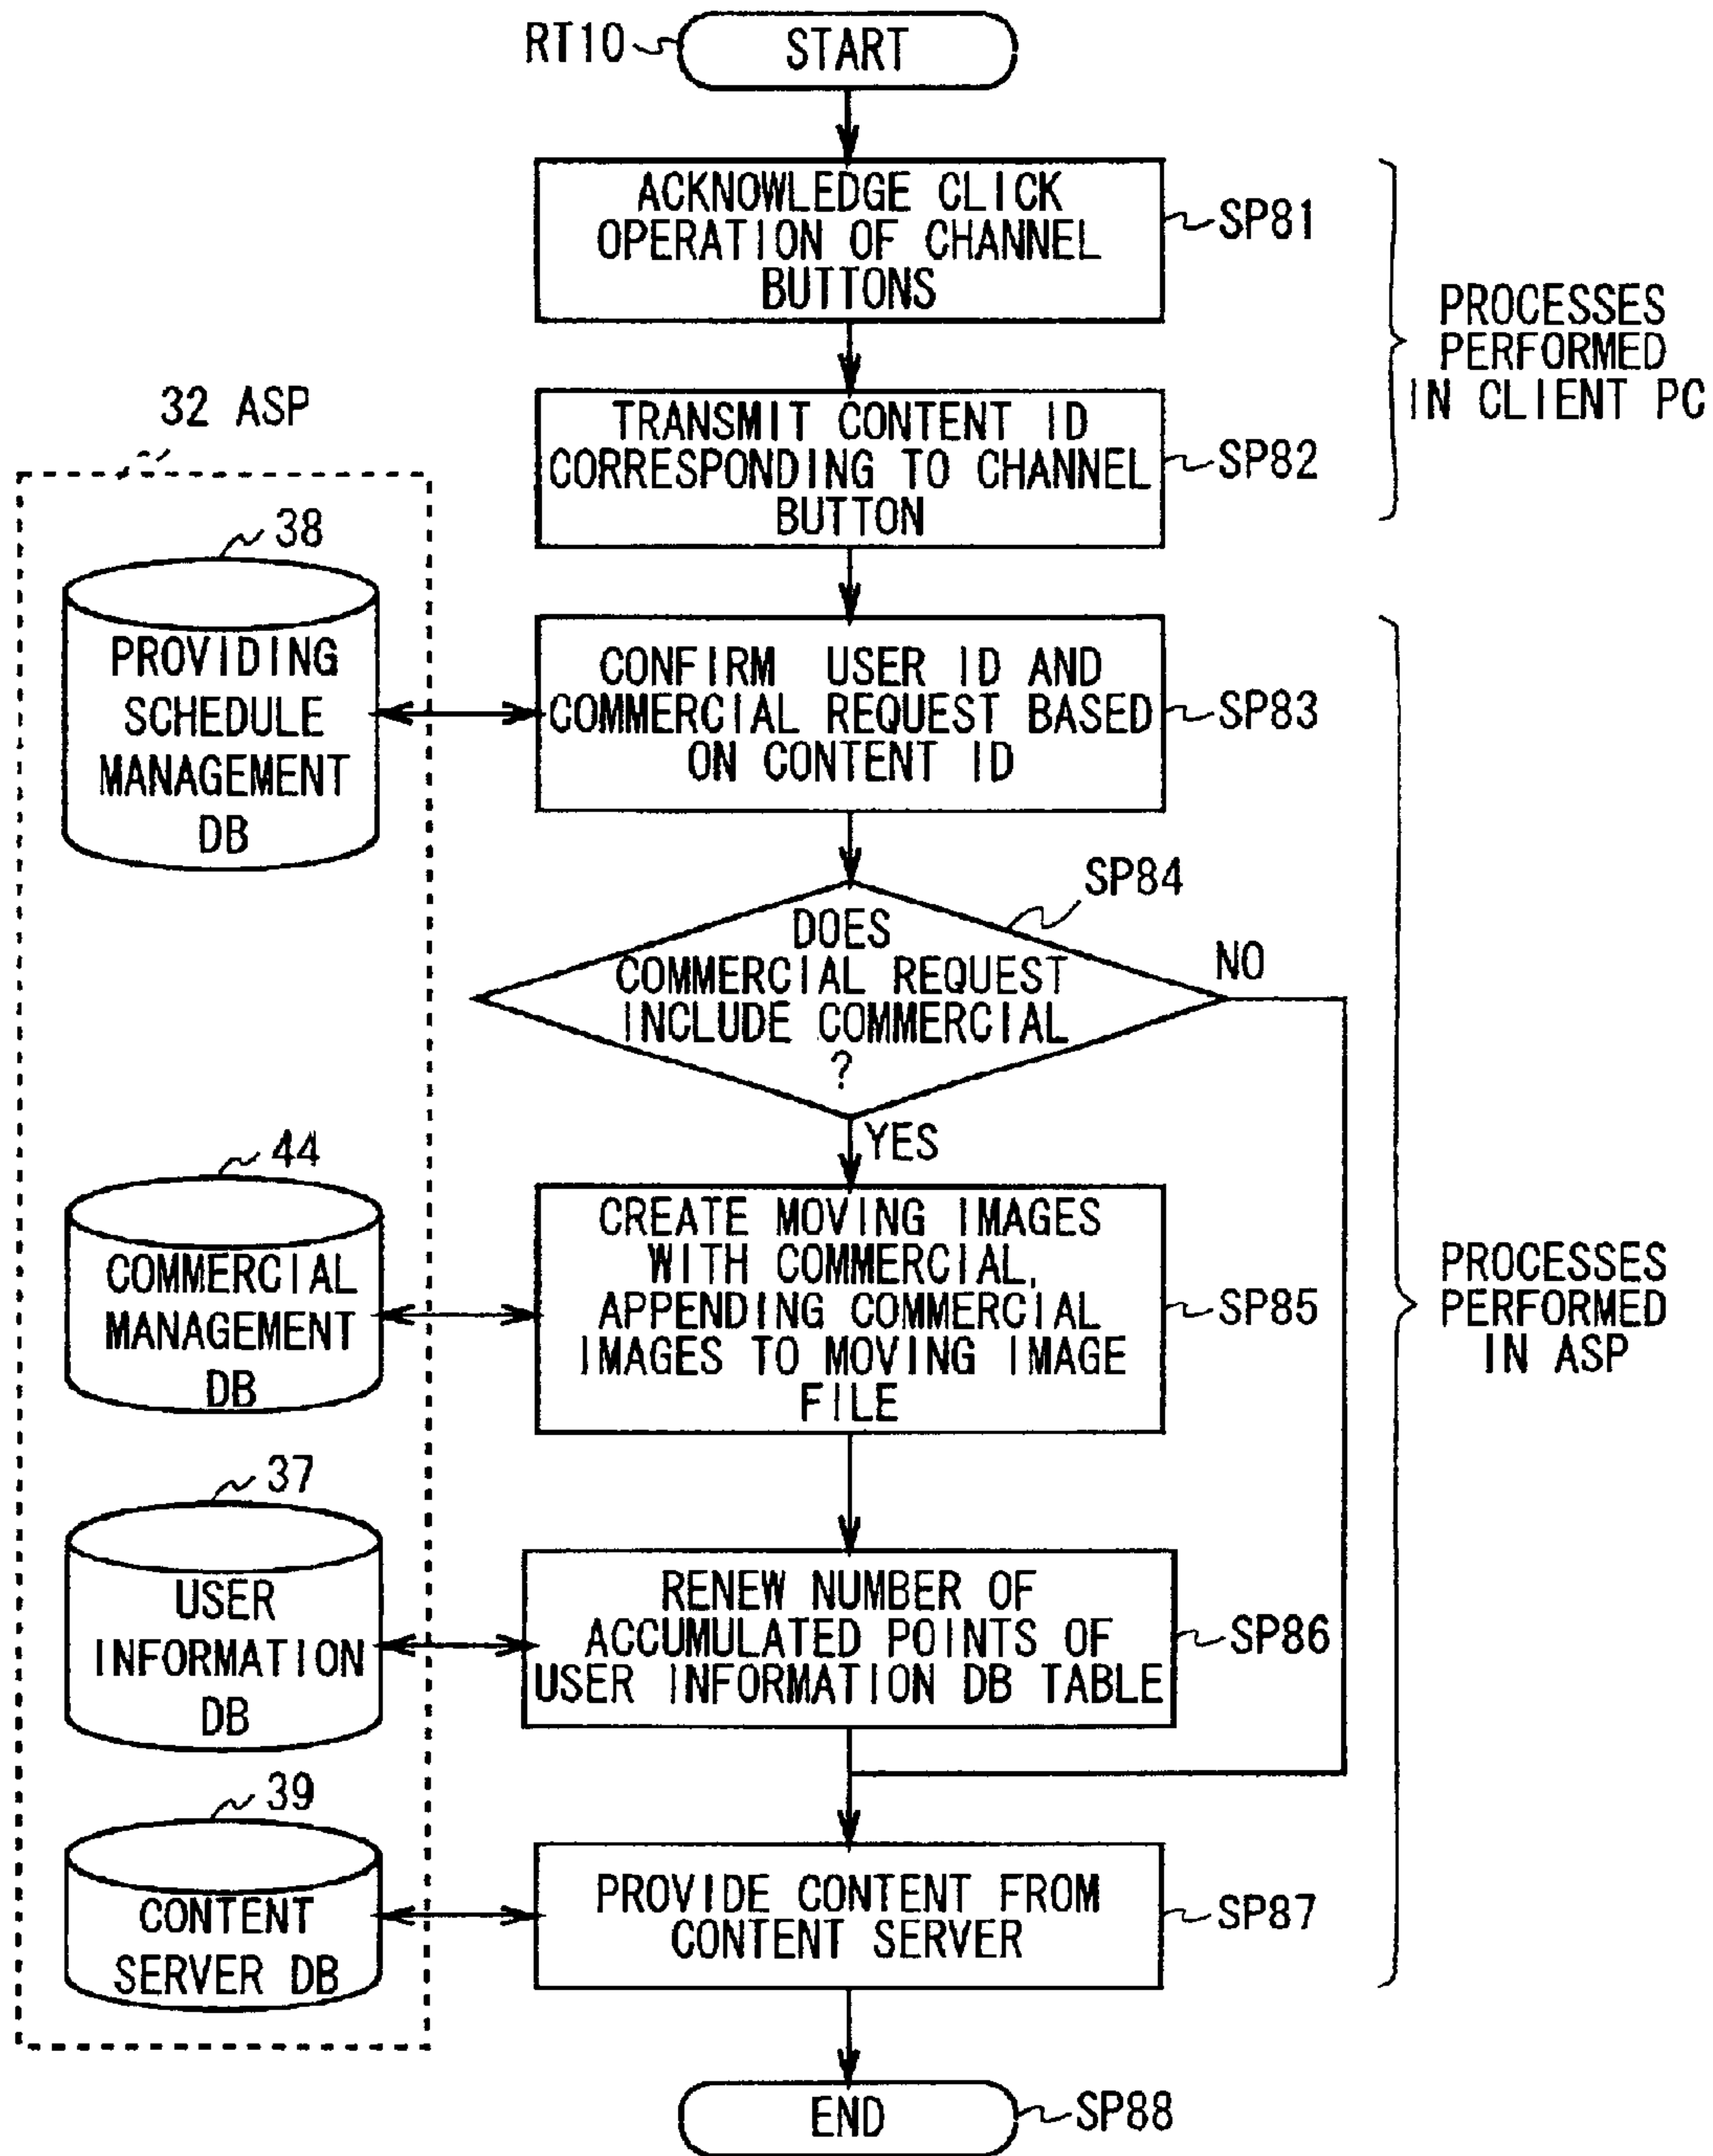 RT10
START
ACKNOWLEDGE CLICK
OPERATION OF CHANNEL
BUTTONS
SP81
PROCESSES
PERFORMED
IN CLIENT PC
TRANSMIT CONTENT ID
CORRESPONDING TO CHANNEL
BUTTON
SP82
32 ASP
38
PROVIDING
SCHEDULE
MANAGEMENT
DB
CONFIRM USER ID AND
COMMERCIAL REQUEST BASED
ON CONTENT ID
SP83
SP84
DOES
COMMERCIAL REQUEST
INCLUDE COMMERCIAL
?
NO
YES
44
COMMERCIAL
MANAGEMENT
DB
CREATE MOVING IMAGES
WITH COMMERCIAL,
APPENDING COMMERCIAL
IMAGES TO MOVING IMAGE
FILE
SP85
PROCESSES
PERFORMED
IN ASP
37
USER
INFORMATION
DB
RENEW NUMBER OF
ACCUMULATED POINTS OF
USER INFORMATION DB TABLE
SP86
39
CONTENT
SERVER DB
PROVIDE CONTENT FROM
CONTENT SERVER
SP87
END
SP88